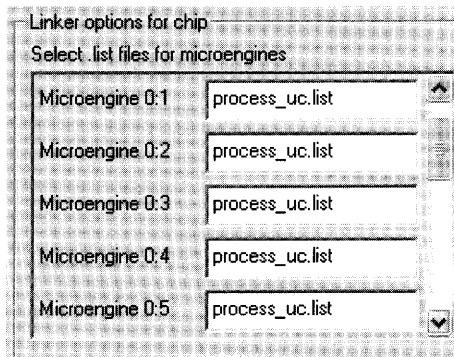 Linker options for chip
Select .list files for microengines
Microengine 0:1 process_uc.list
Microengine 0:2 process_uc.list
Microengine 0:3 process_uc.list
Microengine 0:4 process_uc.list
Microengine 0:5 process_uc.list